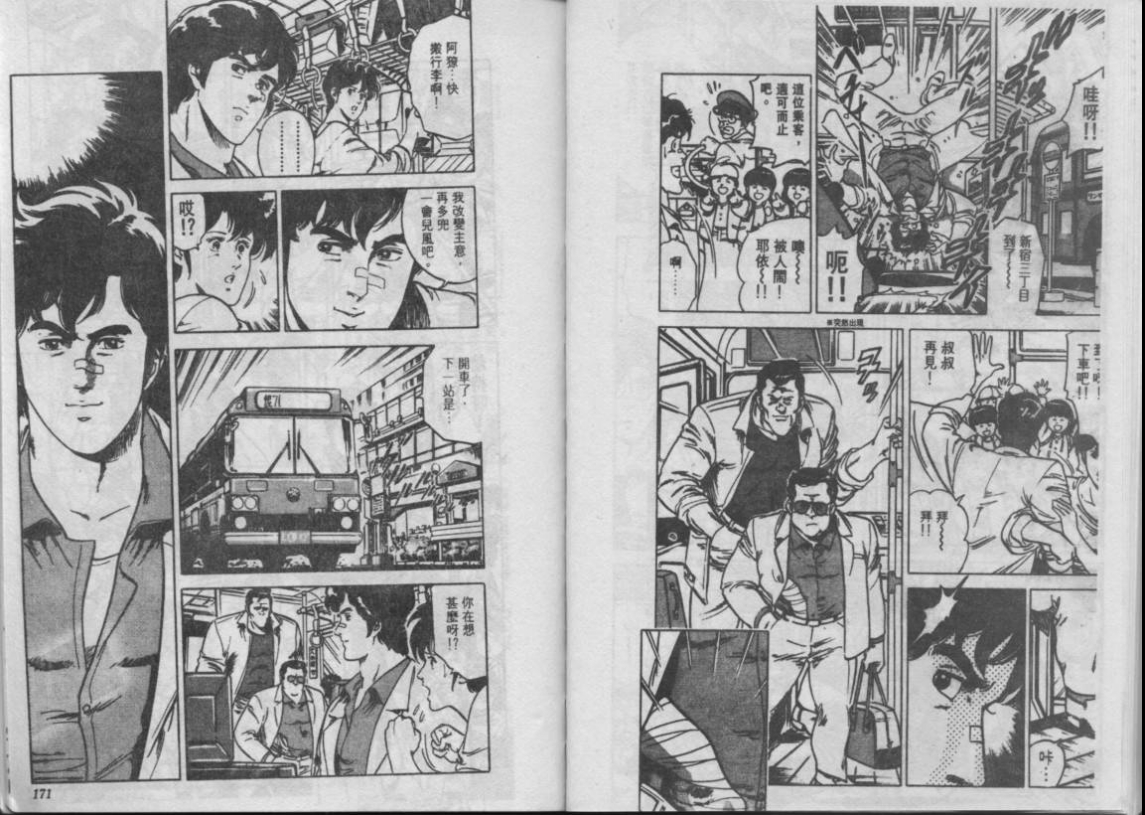 哇呀!!
新宿三丁目
到了~~
呃!!
這位乘客，
適可而止
吧。
噢~~
被人鬧！
耶依~~!!
啊……
下車吧!!
叔叔
再見！
拜~~
拜!!
※突然出現
咔…
阿獠…快
搬行李啊！
…………
我改變主意，
再多兜
一會兒風吧。
哎!?
開車了，
下一站是…
你在想
甚麼呀!?
171